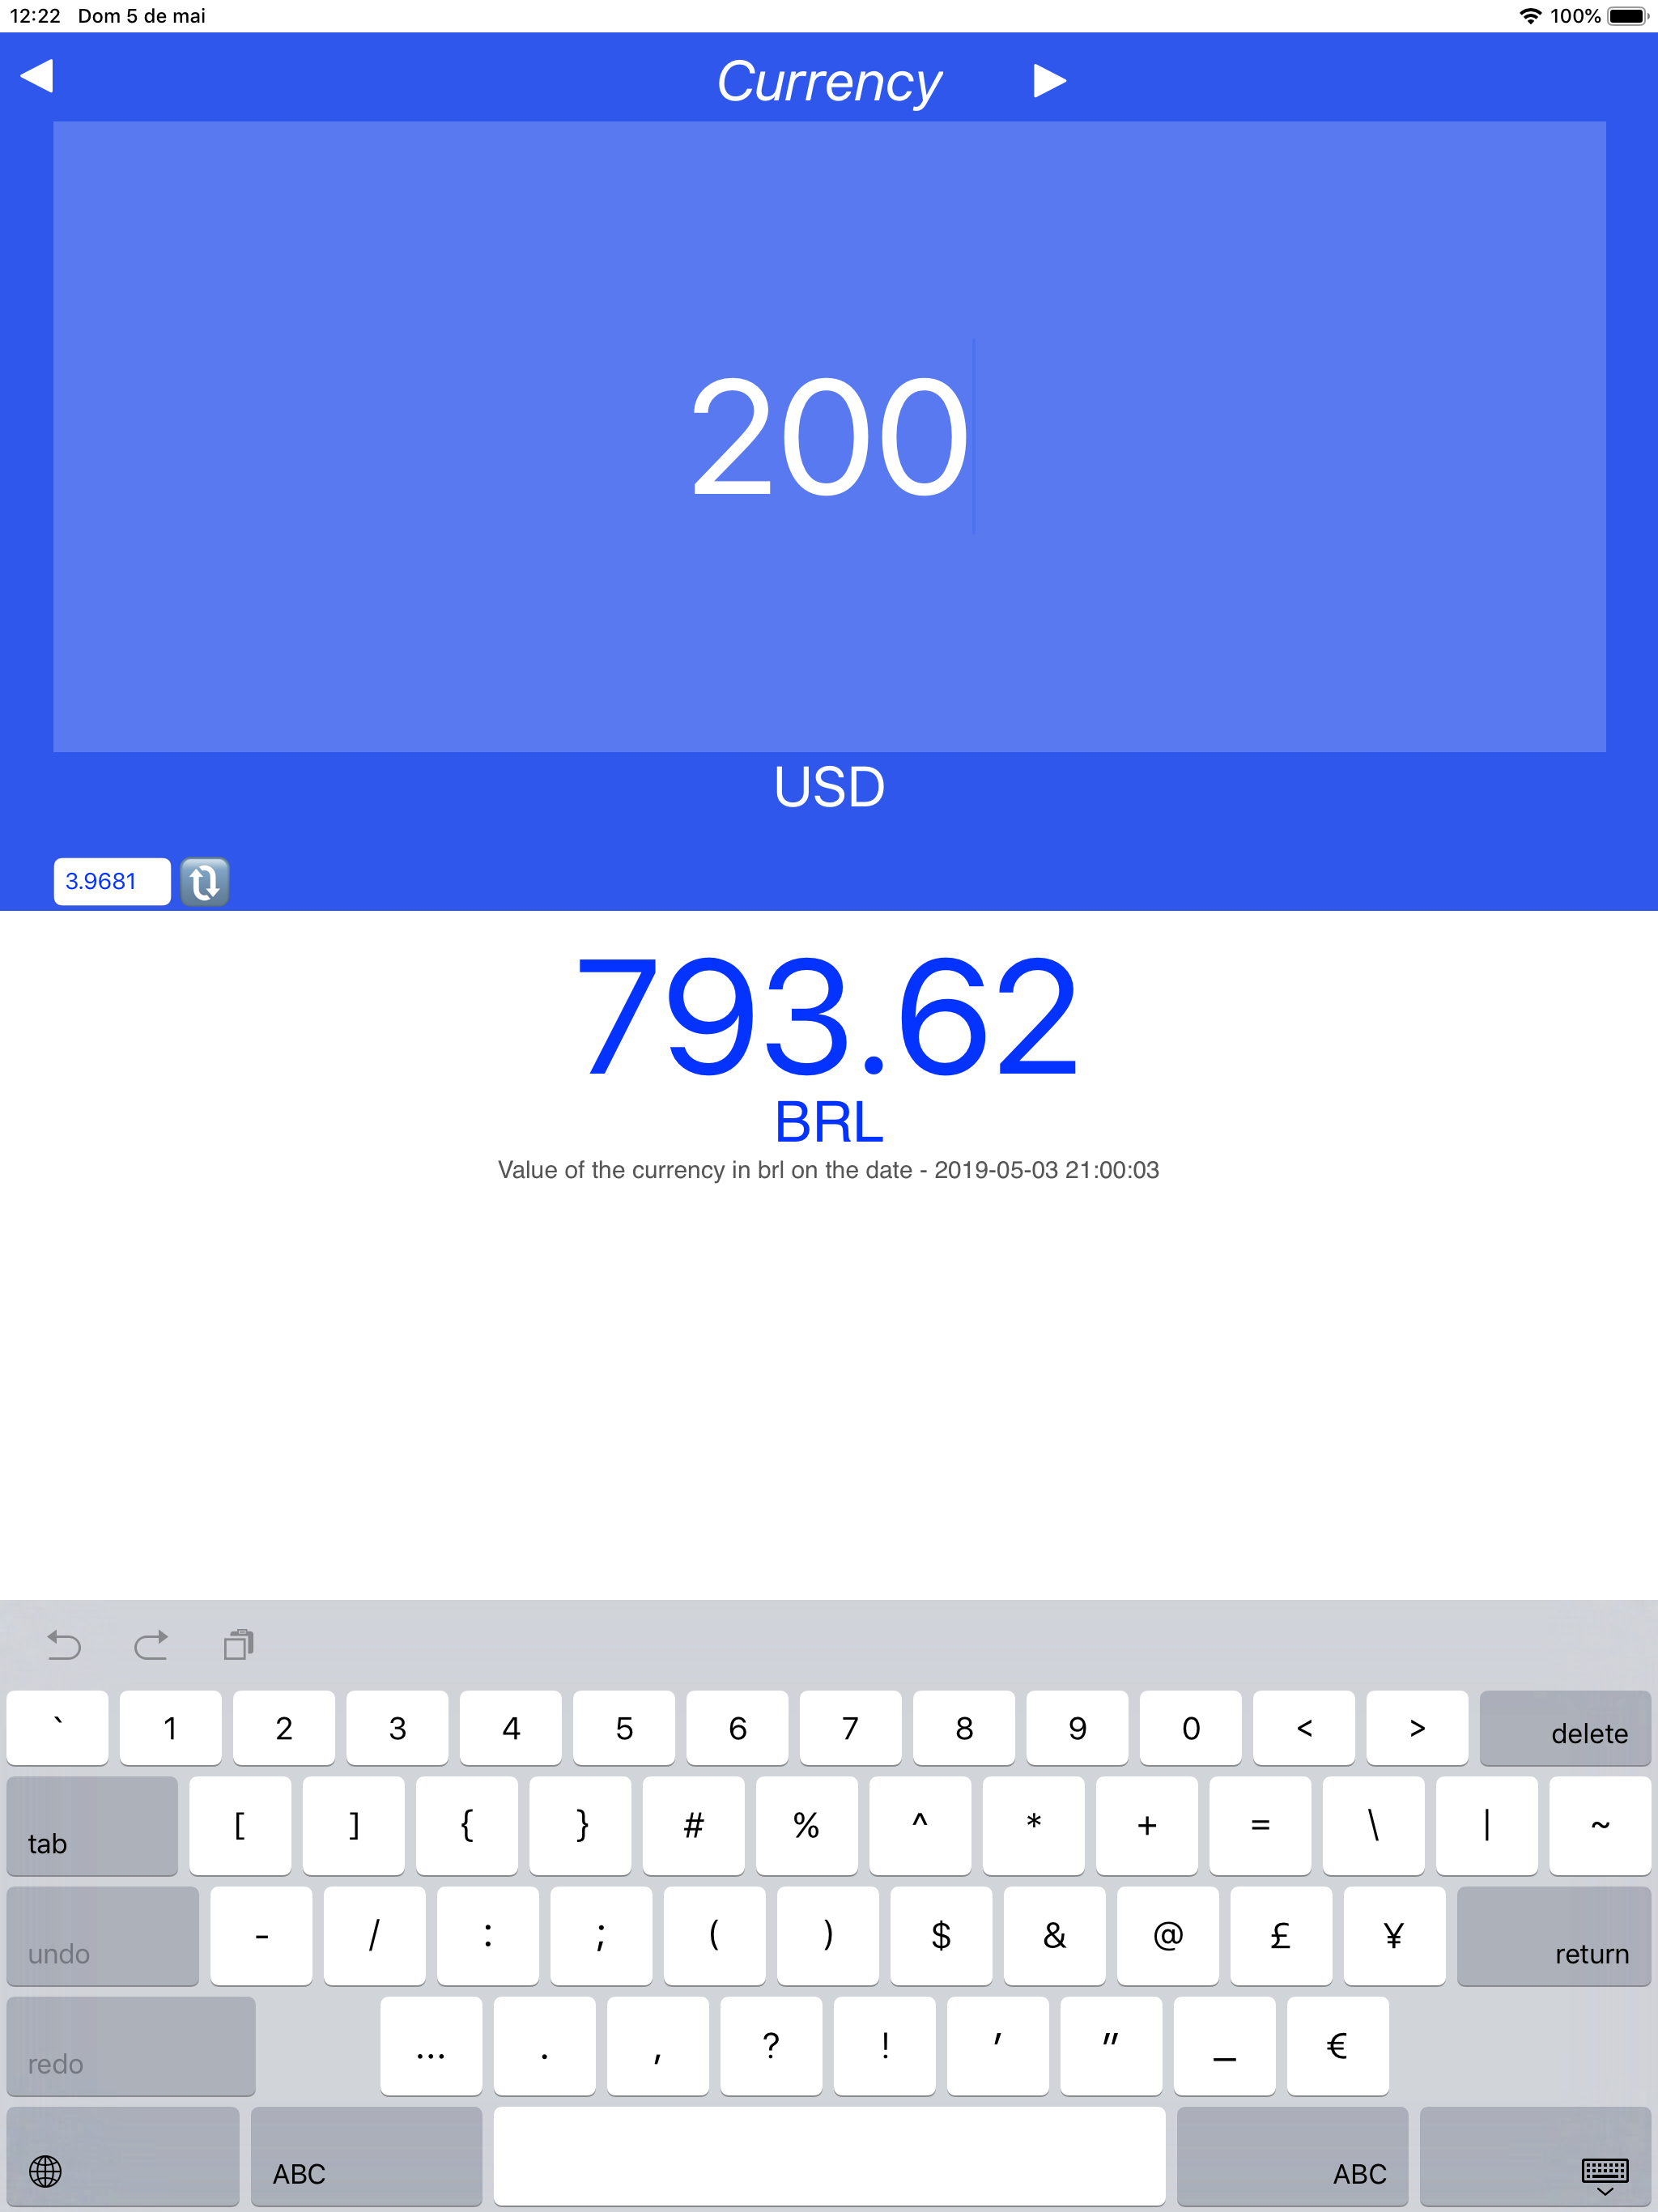 12:22 Dom 5 de mai 100%
Currency
200
USD
3.9681
793.62
BRL
Value of the currency in brl on the date - 2019-05-03 21:00:03
` 1 2 3 4 5 6 7 8 9 0 < > delete
tab [ ] { } # % ^ * + = \ | ~
undo - / : ; ( ) $ & @ £ ¥ return
redo ... . , ? ! ' " _ €
ABC ABC